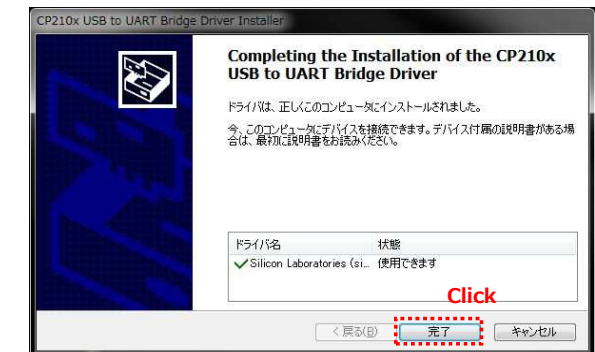 CP210x USB to UART Bridge Driver Installer
Completing the Installation of the CP210x
USB to UART Bridge Driver
ドライバは、正しくこのコンピュータにインストールされました。
今、このコンピュータにデバイスを接続できます。デバイス付属の説明書がある場
合は、最初に説明書をお読みください。
ドライバ名 状態
Silicon Laboratories (si... 使用できます
Click
< 戻る(B) 完了 キャンセル